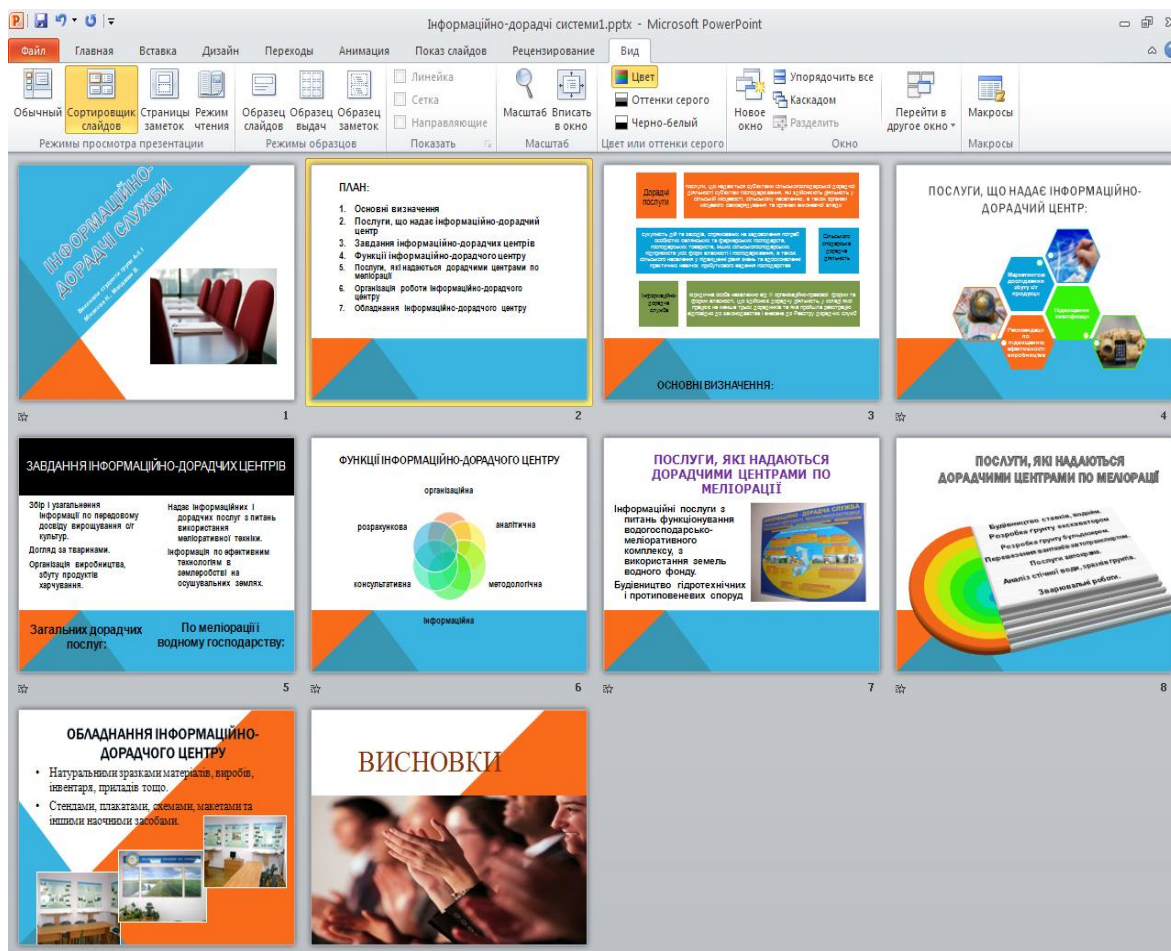 Інформаційно-дорадчі системи1.pptx - Microsoft PowerPoint
Файл Главная Вставка Дизайн Переходы Анимация Показ слайдов Рецензирование Вид
Обычный
Сортировщик слайдов
Страницы заметок
Режим чтения
Режимы просмотра презентации
Образец слайдов
Образец выдач
Образец заметок
Режимы образцов
Линейка
Сетка
Направляющие
Показать
Масштаб
Вписать в окно
Масштаб
Цвет
Оттенки серого
Черно-белый
Цвет или оттенки серого
Новое окно
Упорядочить все
Каскадом
Разделить
Перейти в другое окно
Окно
Макросы
Макросы
ІНФОРМАЦІЙНО-
ДОРАДЧІ СЛУЖБИ
1
ПЛАН:
1. Основні визначення
2. Послуги, що надає інформаційно-дорадчий
центр
3. Завдання інформаційно-дорадчих центрів
4. Функції інформаційно-дорадчого центру
5. Послуги, які надаються дорадчими центрами по
меліорації
6. Організація роботи інформаційно-дорадчого
центру
7. Обладнання інформаційно-дорадчого центру
2
Дорадчі
послуги
ОСНОВНІ ВИЗНАЧЕННЯ:
3
ПОСЛУГИ, ЩО НАДАЄ ІНФОРМАЦІЙНО-
ДОРАДЧИЙ ЦЕНТР:
4
ЗАВДАННЯ ІНФОРМАЦІЙНО-ДОРАДЧИХ ЦЕНТРІВ
Збір і узагальнення
інформації по передовому
досвіду вирощування с/г
культур.
Догляд за тваринами.
Організація виробництва,
збуту продуктів
харчування.
Надає інформаційних і
дорадчих послуг з питань
використання
меліоративної техніки.
Інформація по ефективним
технологіям в
землеробстві на
осушувальних землях.
Загальних дорадчих
послуг:
По меліорації і
водному господарству:
5
ФУНКЦІЇ ІНФОРМАЦІЙНО-ДОРАДЧОГО ЦЕНТРУ
організаційна
розрахункова
аналітична
консультативна
методологічна
інформаційна
6
ПОСЛУГИ, ЯКІ НАДАЮТЬСЯ
ДОРАДЧИМИ ЦЕНТРАМИ ПО
МЕЛІОРАЦІЇ
Інформаційні послуги з
питань функціонування
водогосподарсько-
меліоративного
комплексу, з
використання земель
водного фонду.
Будівництво гідротехнічних
і протиповеневих споруд
7
ПОСЛУГИ, ЯКІ НАДАЮТЬСЯ
ДОРАДЧИМИ ЦЕНТРАМИ ПО МЕЛІОРАЦІЇ
Будівництво ставків, водойм.
Розробка грунту екскаватором
Розробка грунту бульдозером.
Перевезення вантажів автотранспортом.
Послуги автокрана.
Аналіз стічної води, зразків грунтів.
Зварювальні роботи.
8
ОБЛАДНАННЯ ІНФОРМАЦІЙНО-
ДОРАДЧОГО ЦЕНТРУ
• Натуральними зразками матеріалів, виробів,
інвентаря, приладів тощо.
• Стендами, плакатами, схемами, макетами та
іншими наочними засобами.
ВИСНОВКИ